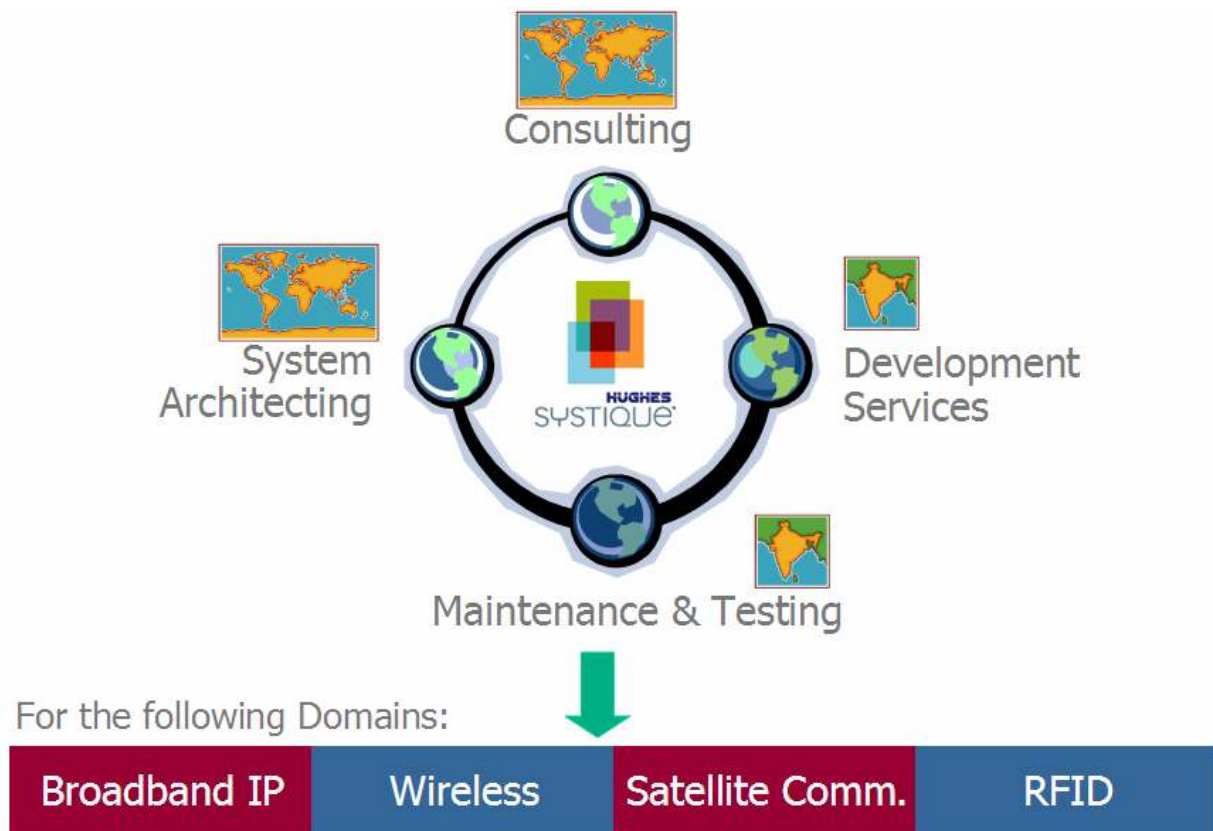 Consulting
System
Architecting
HUGHES
SYSTIQUE
Development
Services
Maintenance & Testing
For the following Domains:
Broadband IP
Wireless
Satellite Comm.
RFID